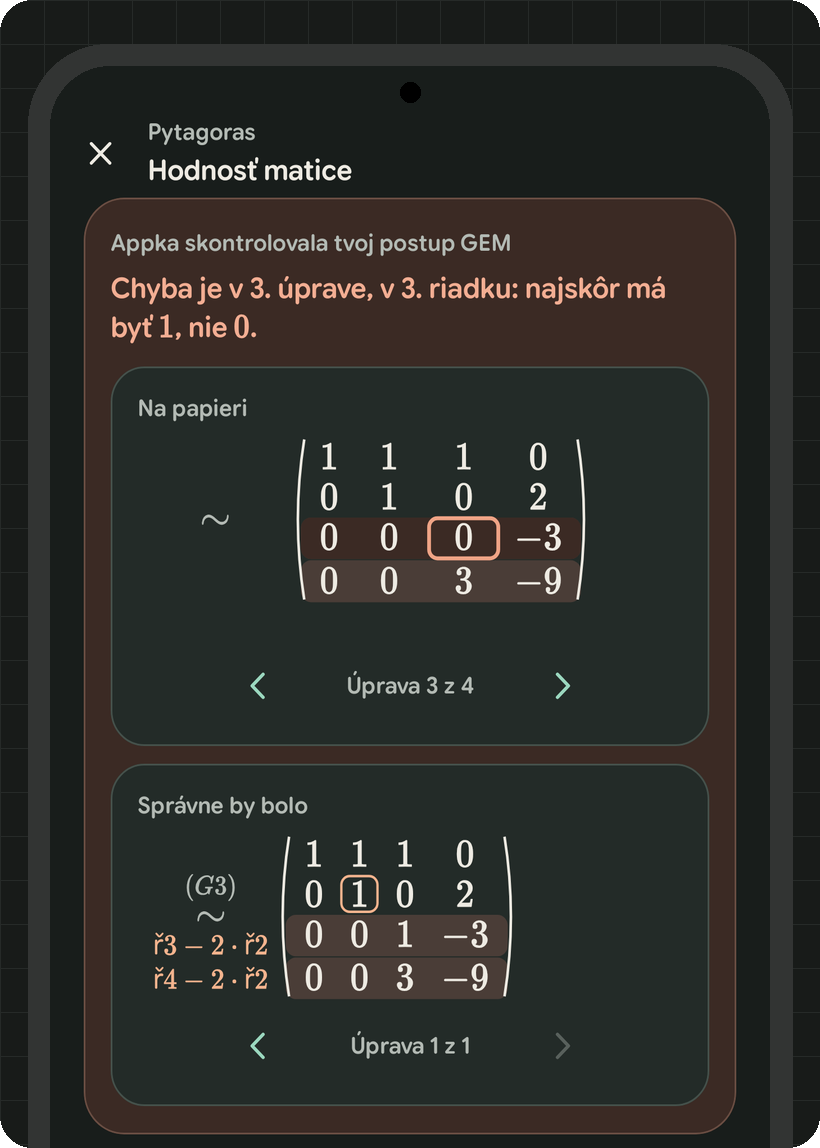 Pytagoras
Hodnosť matice
Appka skontrolovala tvoj postup GEM
Chyba je v 3. úprave, v 3. riadku: najskôr má
byť 1, nie 0.
Na papieri
1 1 1 0
0 1 0 2
∼
0 0 0 −3
0 0 3 −9
Úprava 3 z 4
Správne by bolo
1 1 1 0
(G3)
0 1 0 2
∼
ř3 − 2 · ř2 0 0 1 −3
ř4 − 2 · ř2 0 0 3 −9
Úprava 1 z 1